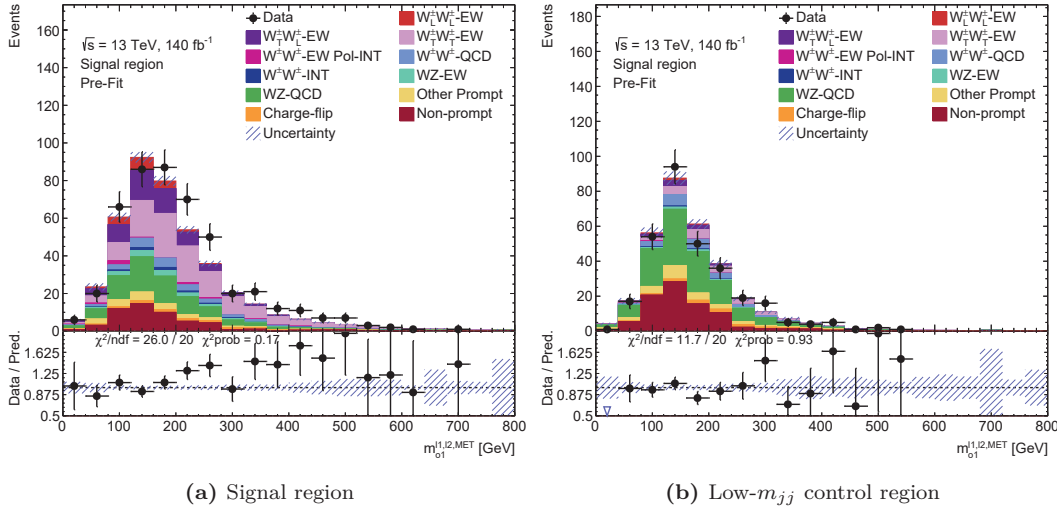 Events
160
140
120
100
80
60
40
20
0
√s = 13 TeV, 140 fb⁻¹
Signal region
Pre-Fit
Data
W±LW±L-EW
W±TW±L-EW
W±TW±T-EW
W±W±-EW Pol-INT
W±W±-QCD
W±W±-INT
WZ-EW
WZ-QCD
Other Prompt
Charge-flip
Non-prompt
Uncertainty
χ²/ndf = 26.0 / 20 χ²prob = 0.17
Data / Pred.
1.625
1.25
0.875
0.5
0 100 200 300 400 500 600 700 800
m o1 l1,l2,MET [GeV]
(a) Signal region
Events
180
160
140
120
100
80
60
40
20
0
√s = 13 TeV, 140 fb⁻¹
Signal region
Pre-Fit
Data
W±LW±L-EW
W±TW±L-EW
W±TW±T-EW
W±W±-EW Pol-INT
W±W±-QCD
W±W±-INT
WZ-EW
WZ-QCD
Other Prompt
Charge-flip
Non-prompt
Uncertainty
χ²/ndf = 11.7 / 20 χ²prob = 0.93
Data / Pred.
1.625
1.25
0.875
0.5
0 100 200 300 400 500 600 700 800
m o1 l1,l2,MET [GeV]
(b) Low-mjj control region